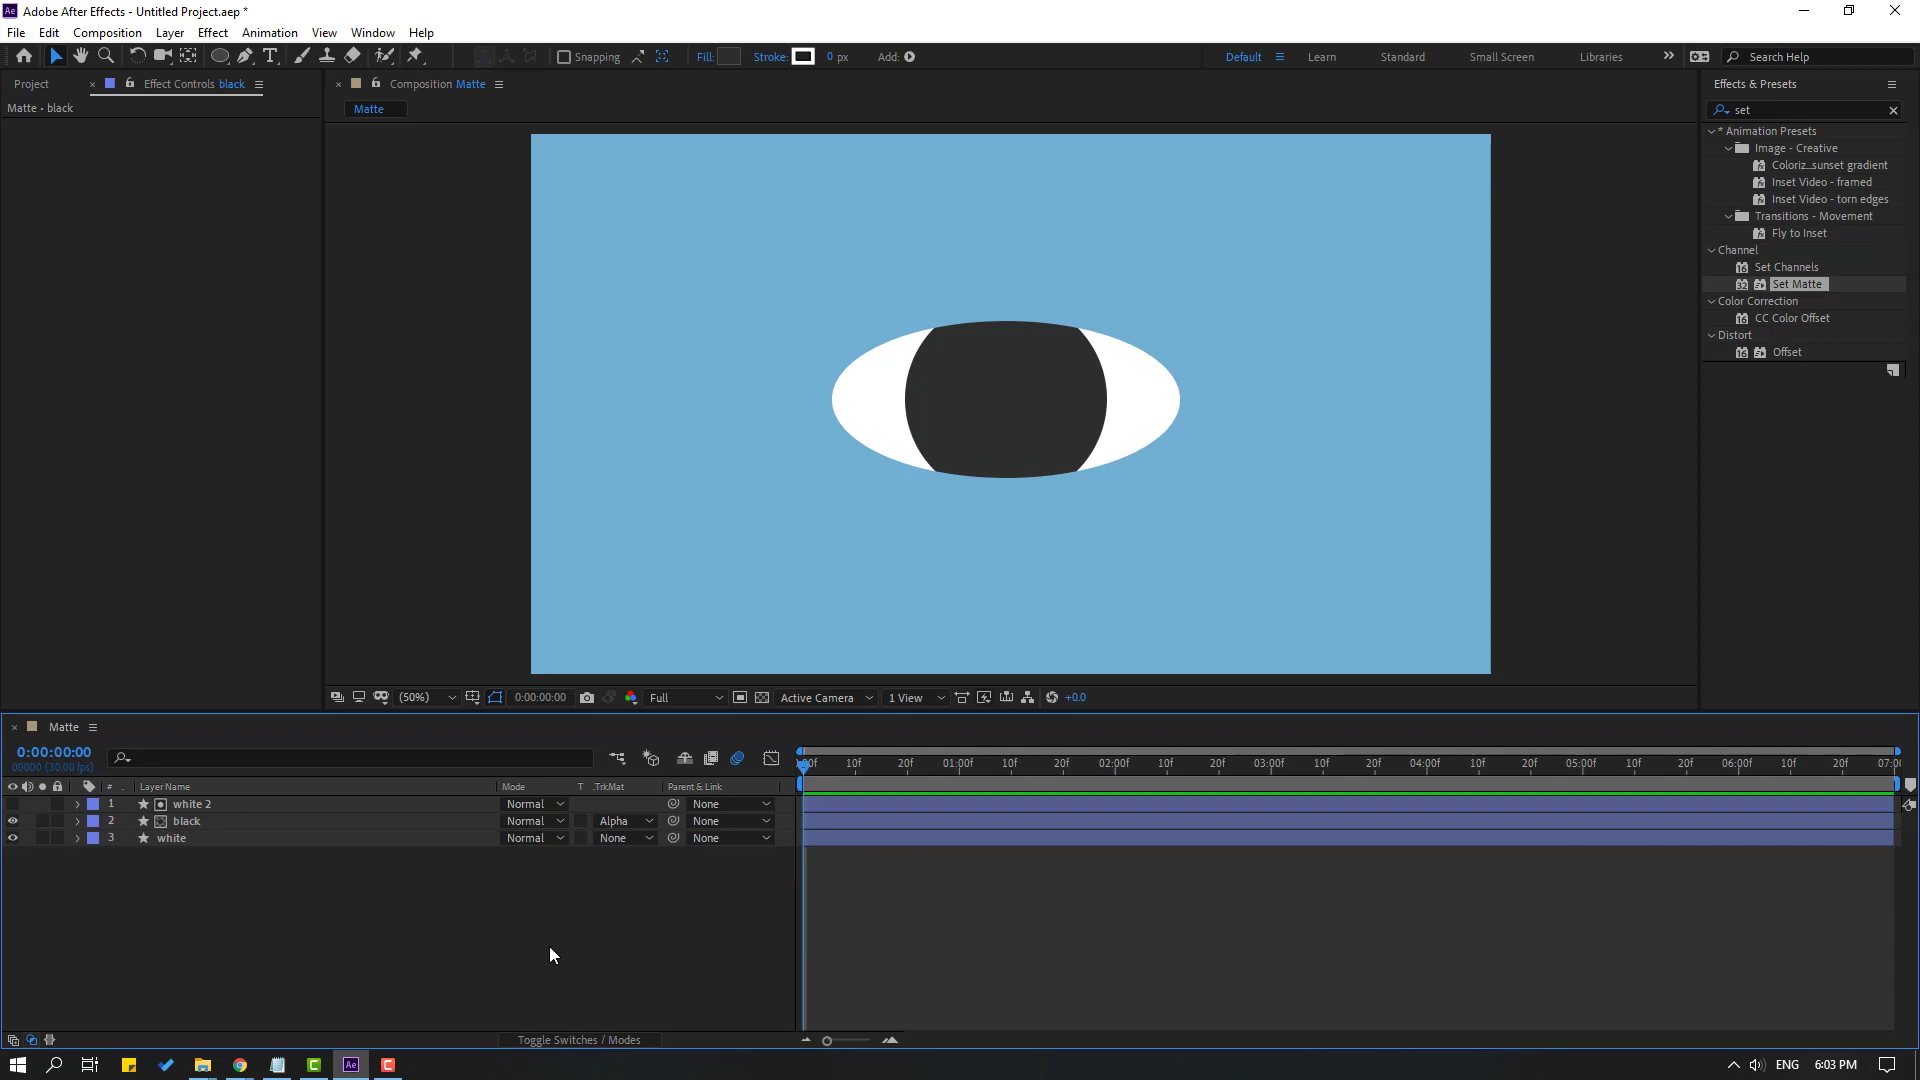 Ae Adobe After Effects - Untitled Project.aep *
File Edit Composition Layer Effect Animation View Window Help
Snapping Fill: Stroke: 0 px Add: Default Learn Standard Small Screen Libraries Search Help
Project Effect Controls black Composition Matte Effects & Presets
Matte • black
Matte
set
* Animation Presets
Image - Creative
Coloriz...sunset gradient
Inset Video - framed
Inset Video - torn edges
Transitions - Movement
Fly to Inset
Channel
Set Channels
Set Matte
Color Correction
CC Color Offset
Distort
Offset
(50%) 0:00:00:00 Full Active Camera 1 View +0.0
Matte
0:00:00:00
00000 (30.00 fps)
:00f 10f 20f 01:00f 10f 20f 02:00f 10f 20f 03:00f 10f 20f 04:00f 10f 20f 05:00f 10f 20f 06:00f 10f 20f 07:00
# Layer Name Mode T .TrkMat Parent & Link
1 white 2 Normal None
2 black Normal Alpha None
3 white Normal None None
Toggle Switches / Modes
Ae ENG 6:03 PM